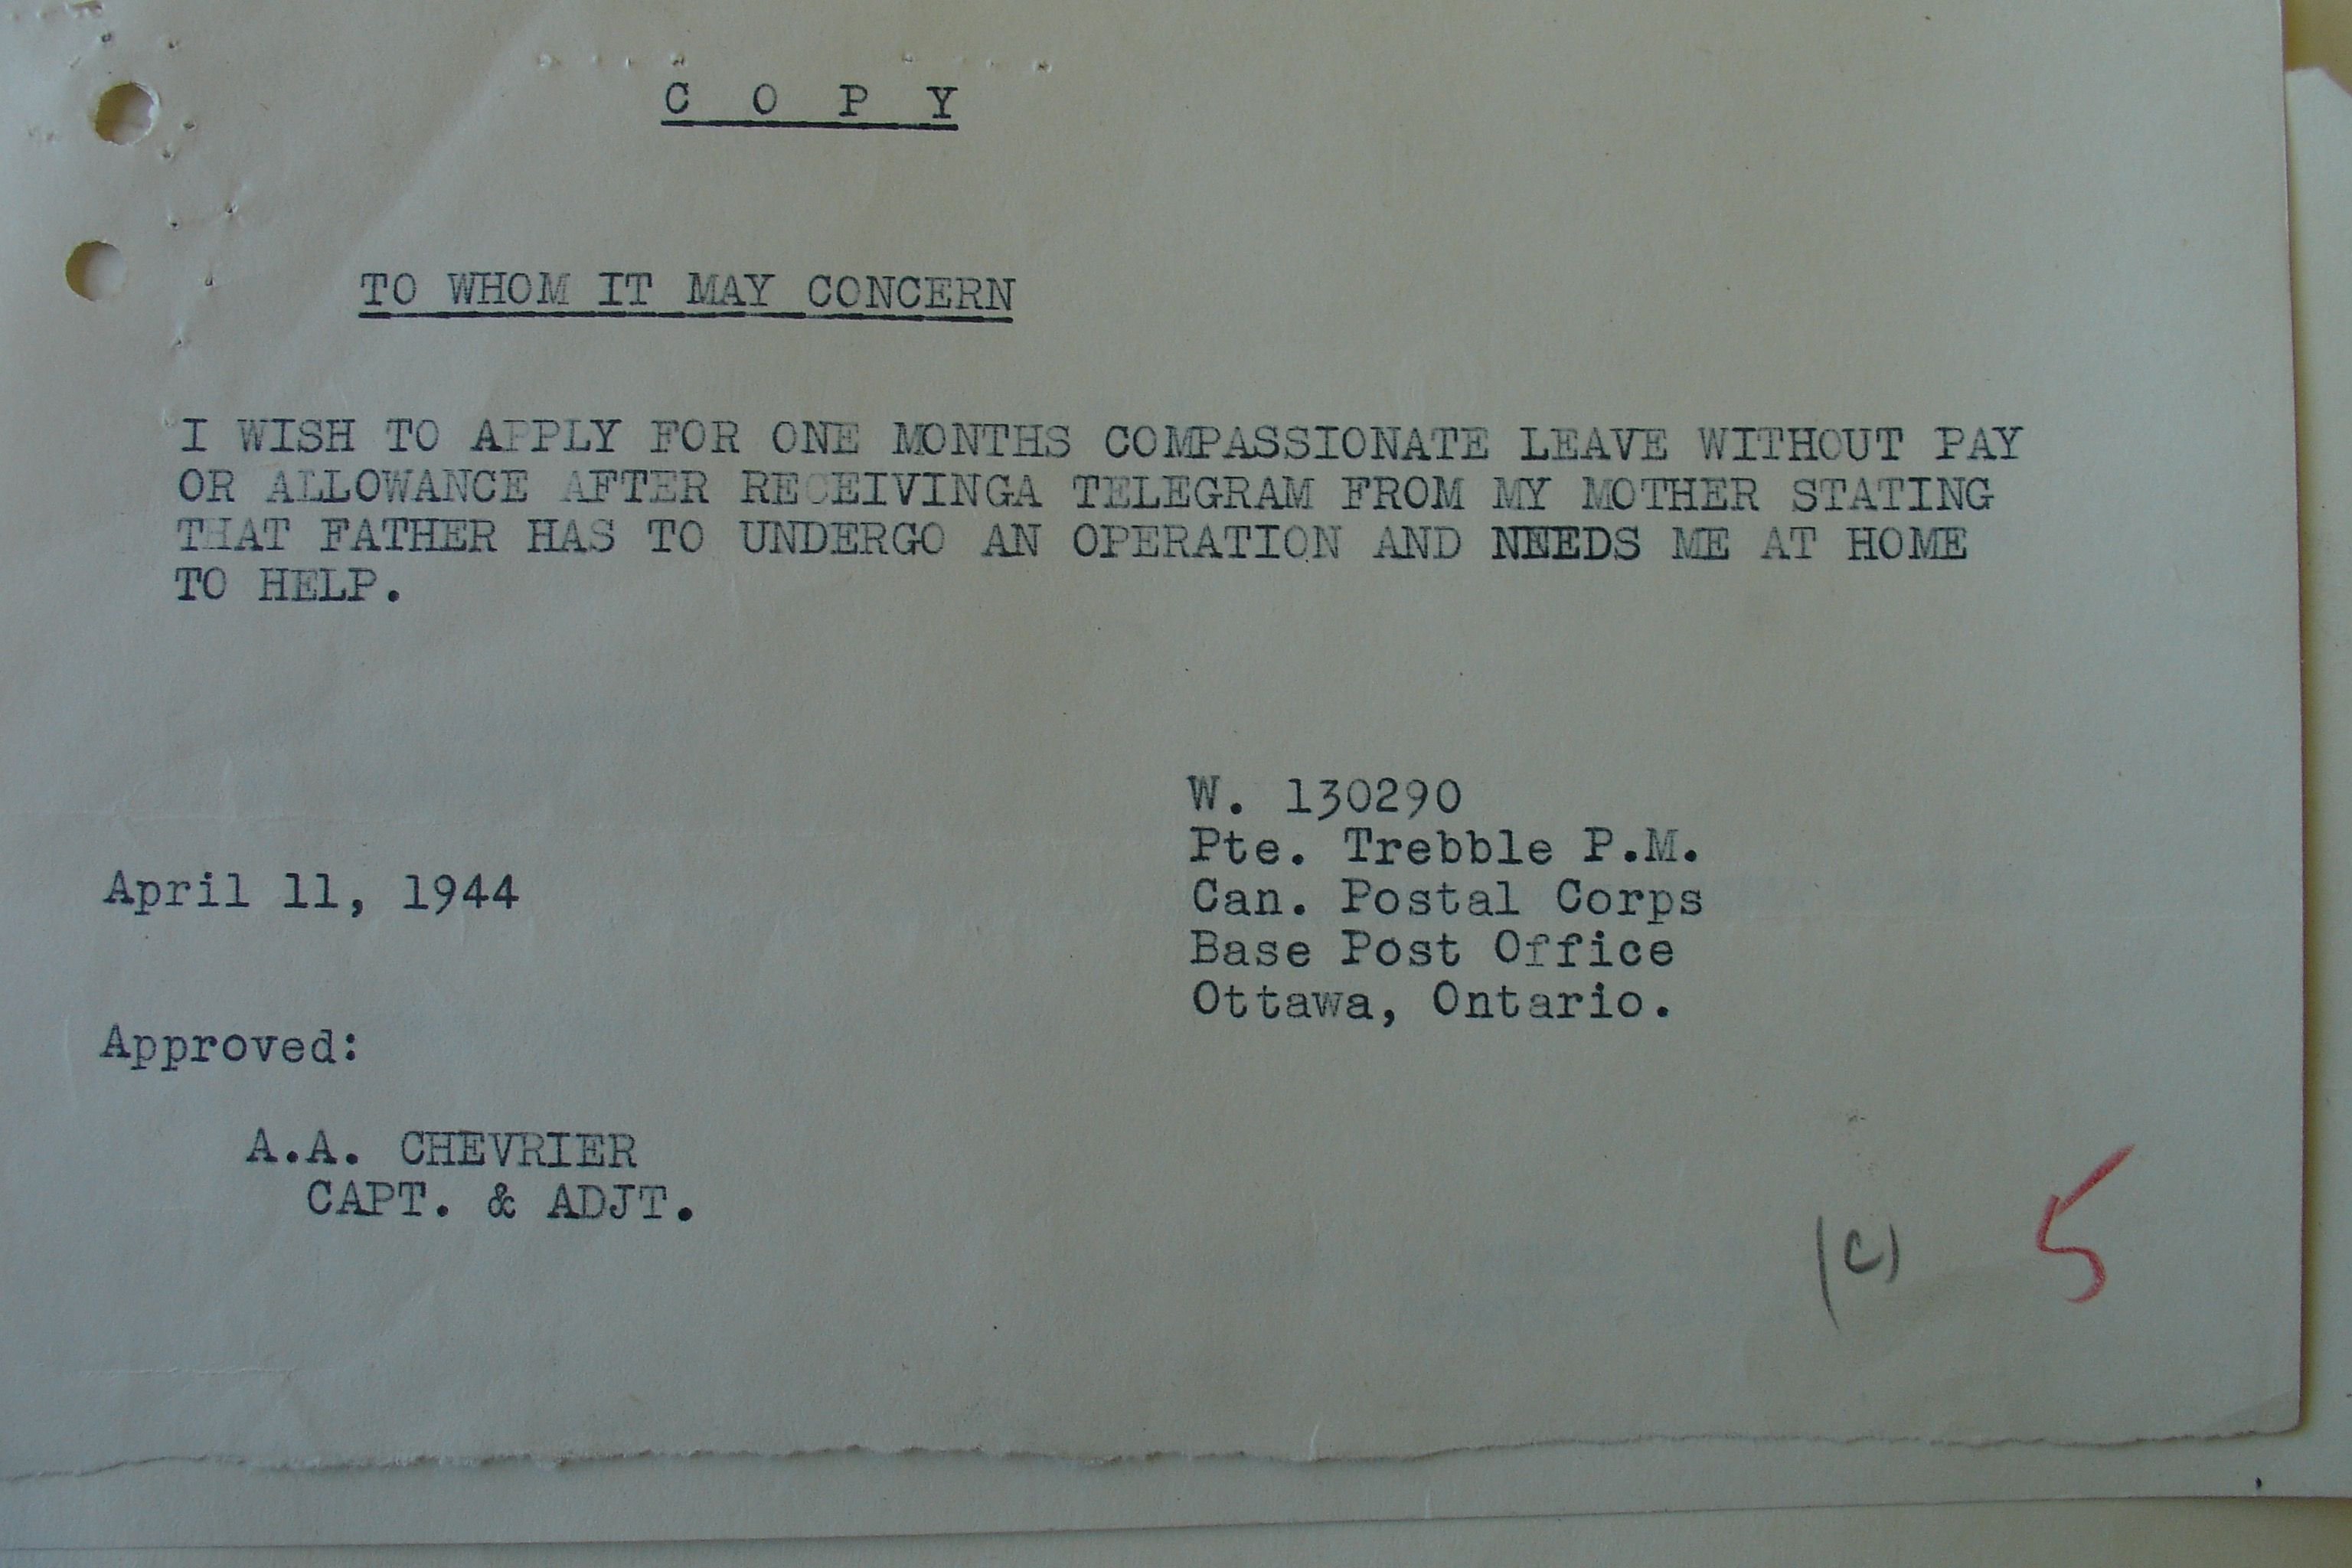 C O P Y
TO WHOM IT MAY CONCERN
I WISH TO APPLY FOR ONE MONTHS COMPASSIONATE LEAVE WITHOUT PAY
OR ALLOWANCE AFTER RECEIVINGA TELEGRAM FROM MY MOTHER STATING
THAT FATHER HAS TO UNDERGO AN OPERATION AND NEEDS ME AT HOME
TO HELP.
W. 130290
Pte. Trebble P.M.
Can. Postal Corps
Base Post Office
Ottawa, Ontario.
April 11, 1944
Approved:
A.A. CHEVRIER
CAPT. & ADJT.
(C) 5